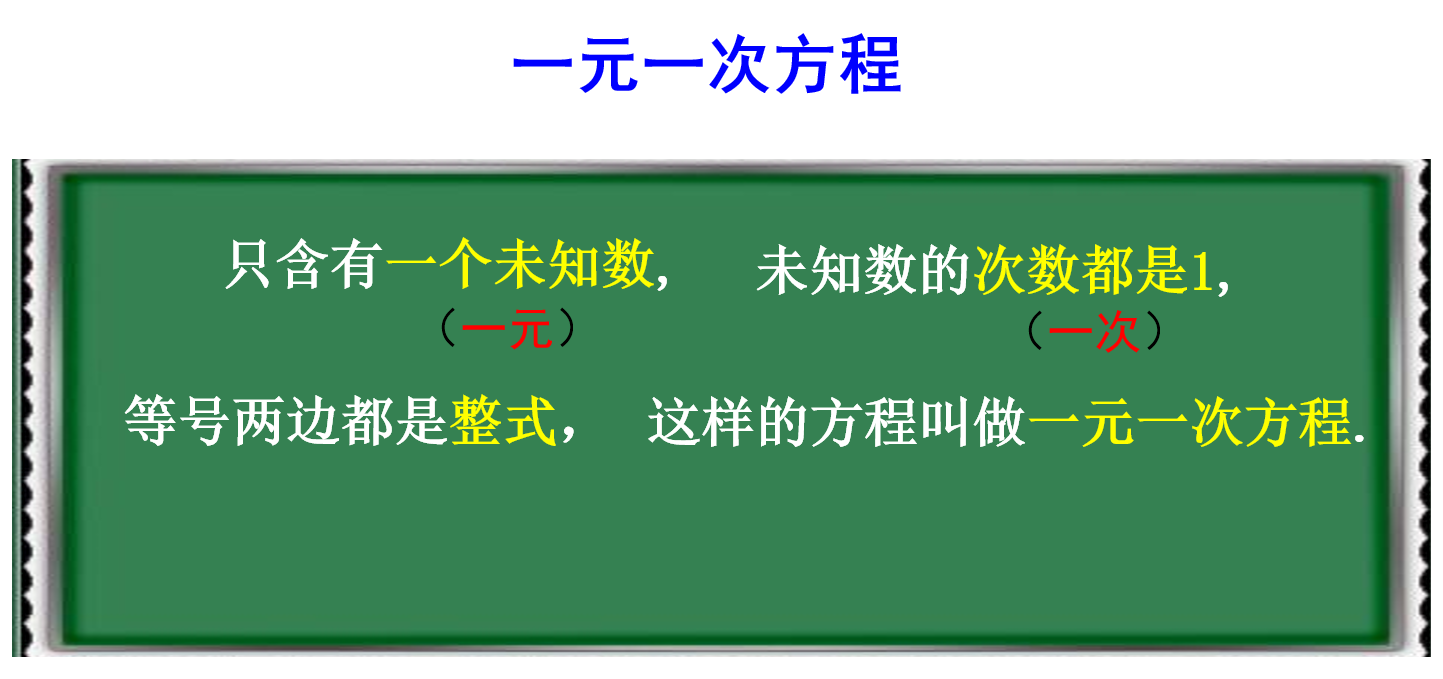 一元一次方程
只含有一个未知数, 未知数的次数都是1,
（一元） （一次）
等号两边都是整式， 这样的方程叫做一元一次方程.